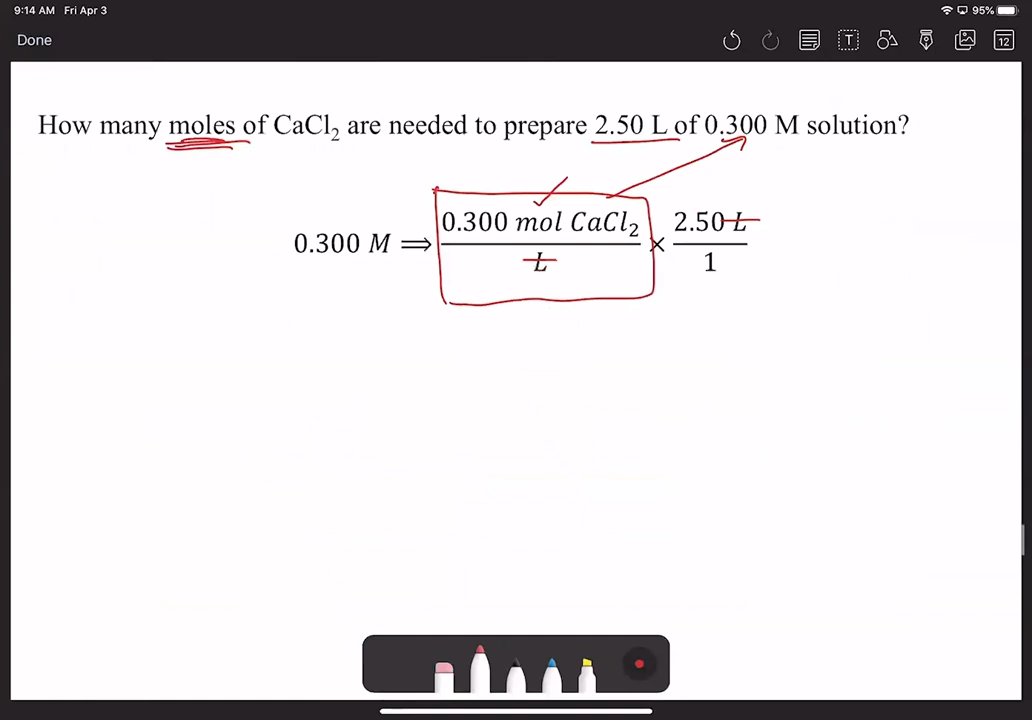 9:14 AM Fri Apr 3 95%
Done T 12
How many moles of CaCl₂ are needed to prepare 2.50 L of 0.300 M solution?
0.300 M ⟹ 0.300 mol CaCl₂ / L × 2.50 L / 1